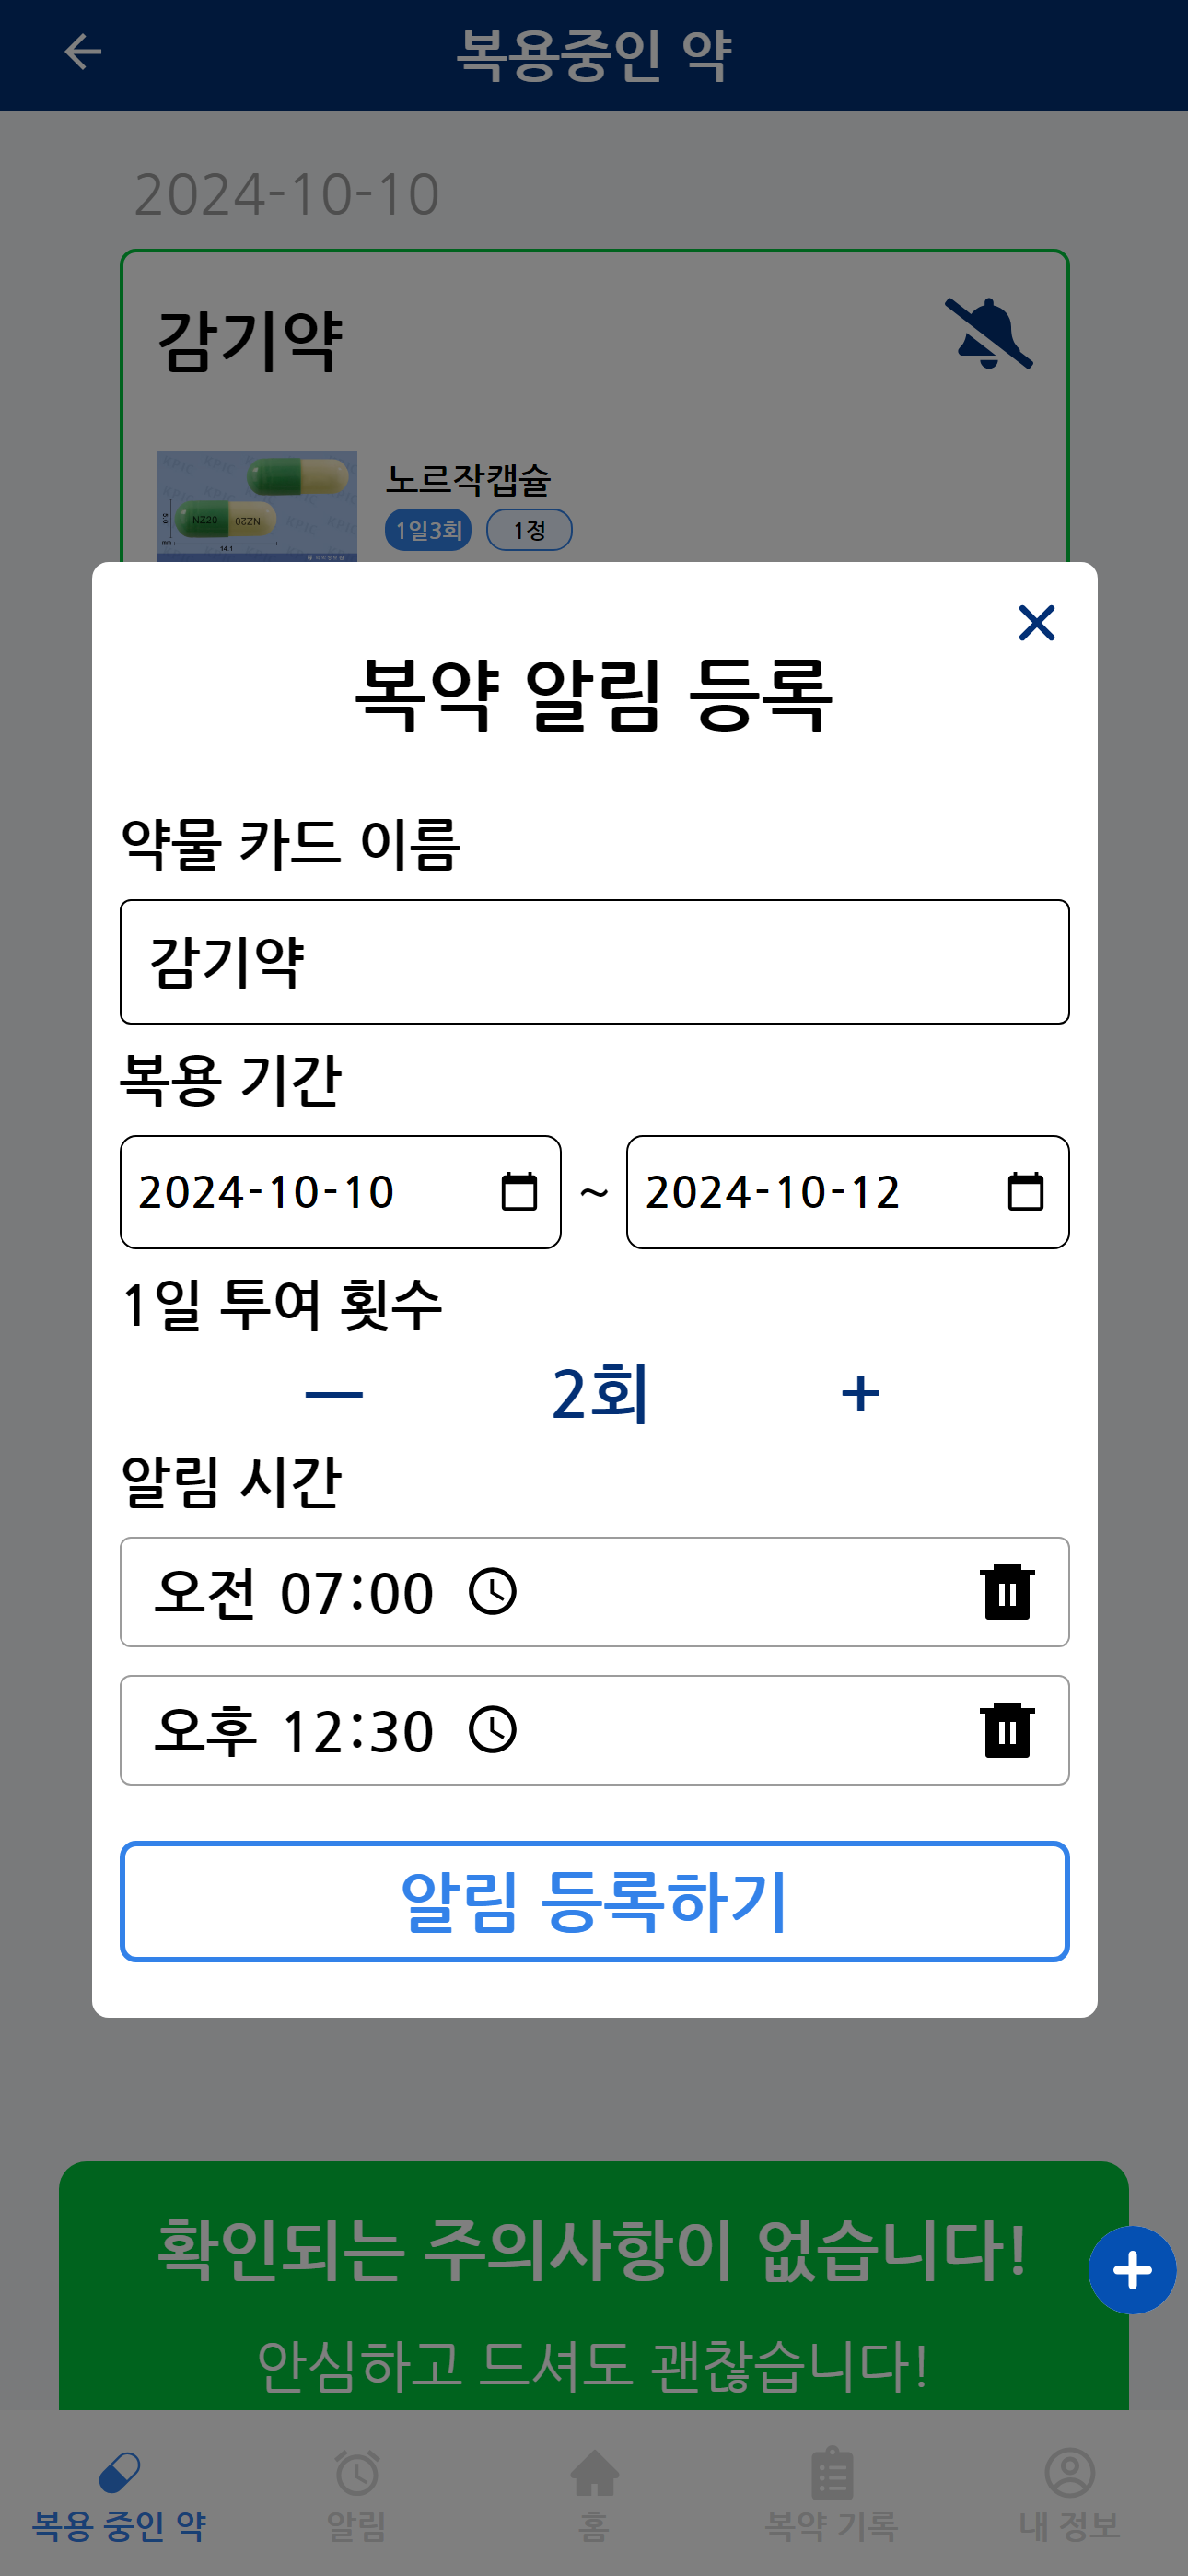 복용중인 약
2024-10-10
감기약
노르작캡슐
1일3회 1정
NZ20 NZ20
14.1
복약 알림 등록
약물 카드 이름
감기약
복용 기간
2024-10-10 ~ 2024-10-12
1일 투여 횟수
— 2회 +
알림 시간
오전 07:00
오후 12:30
알림 등록하기
확인되는 주의사항이 없습니다!
안심하고 드셔도 괜찮습니다!
복용 중인 약 알림 홈 복약 기록 내 정보